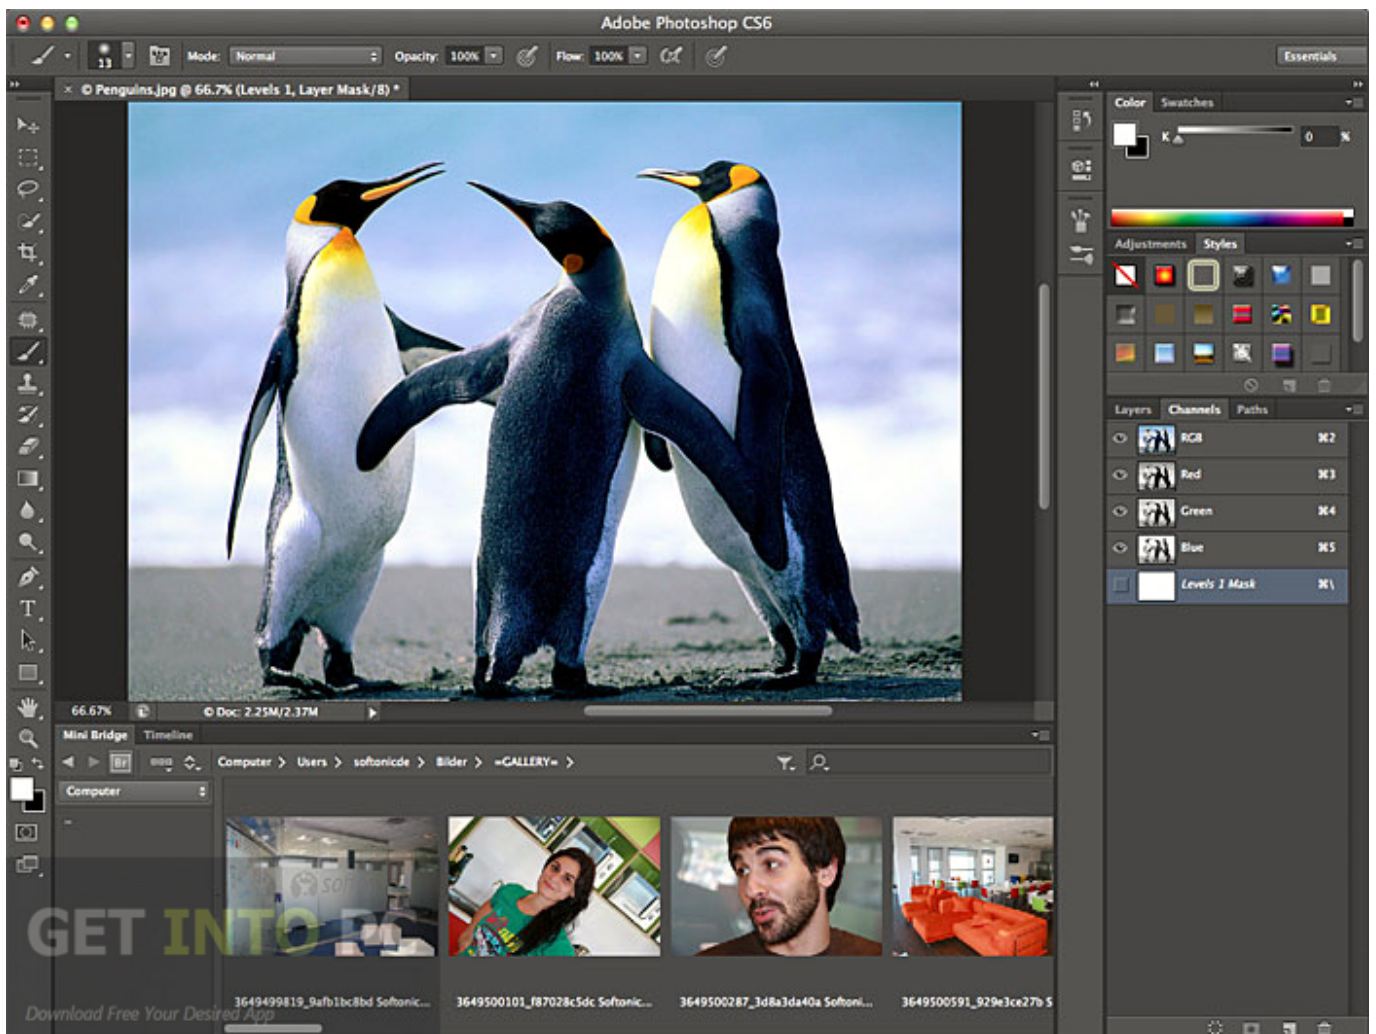 Adobe Photoshop CS6
13 Mode: Normal Opacity: 100% Flow: 100% Essentials
× © Penguins.jpg @ 66.7% (Levels 1, Layer Mask/8) *
Color Swatches
K 0 %
Adjustments Styles
Layers Channels Paths
RGB ⌘2
Red ⌘3
Green ⌘4
Blue ⌘5
Levels 1 Mask ⌘\
66.67% © Doc: 2.25M/2.37M
Mini Bridge Timeline
Br Computer > Users > softonicde > Bilder > =GALLERY= >
Computer
GET INTO PC
3649499819_9afb1bc8bd Softonic... 3649500101_f87028c5dc Softonic... 3649500287_3d8a3da40a Softoni... 3649500591_929e3ce27b S
Download Free Your Desired App